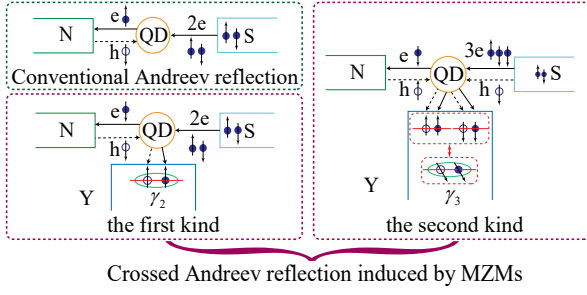 e
2e
N
QD
S
h
Conventional Andreev reflection
e
2e
N
QD
S
h
Y
γ₂
the first kind
e
3e
N
QD
S
h
h
Y
γ₃
the second kind
Crossed Andreev reflection induced by MZMs